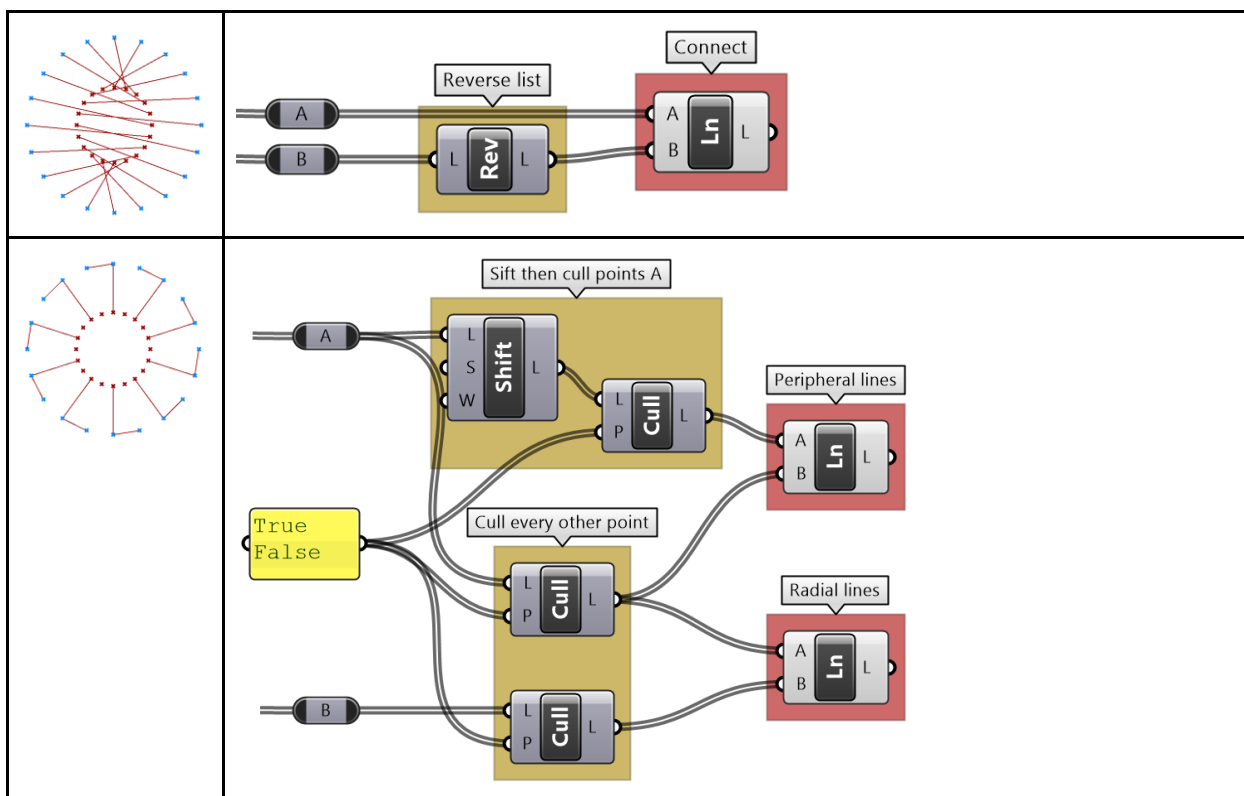 Connect
Reverse list
A
B
L
Rev
L
A
B
Ln
L
Sift then cull points A
A
L
S
W
Shift
L
L
P
Cull
L
Peripheral lines
A
B
Ln
L
True
False
Cull every other point
L
P
Cull
L
Radial lines
A
B
Ln
L
B
L
P
Cull
L